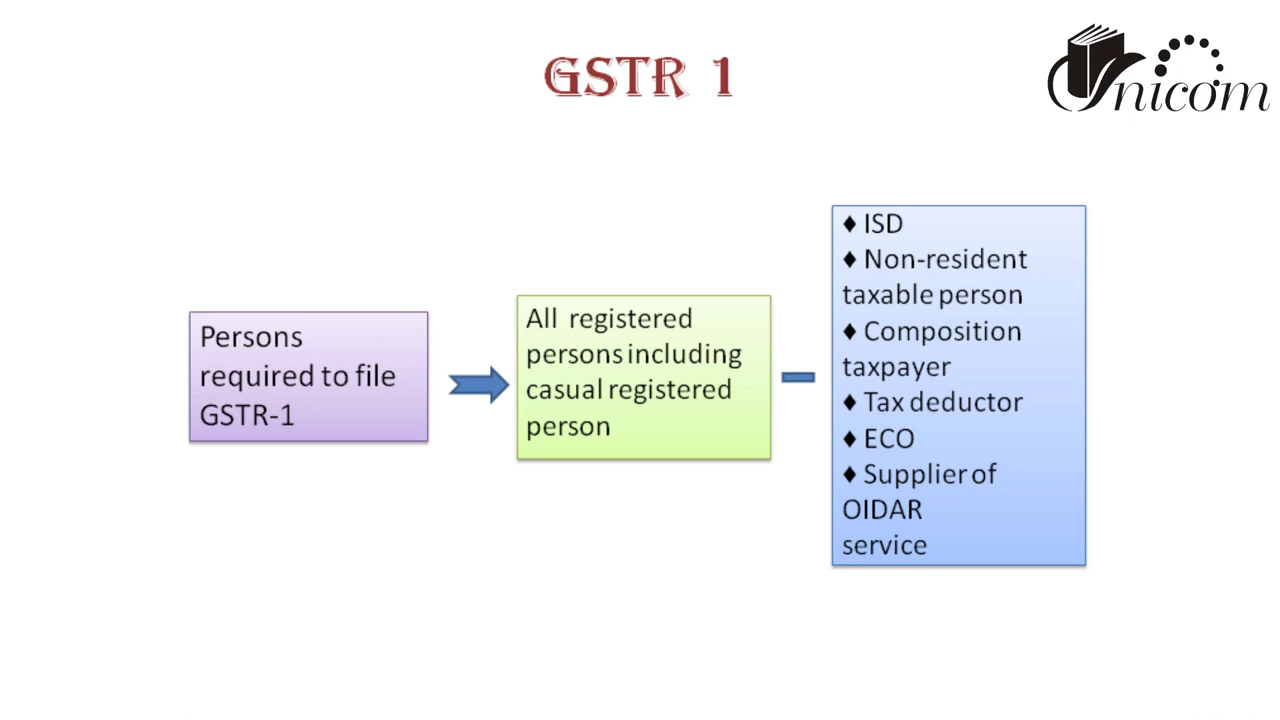 GSTR 1
Unicom
Persons
required to file
GSTR-1
All registered
persons including
casual registered
person
♦ ISD
♦ Non-resident
taxable person
♦ Composition
taxpayer
♦ Tax deductor
♦ ECO
♦ Supplier of
OIDAR
service